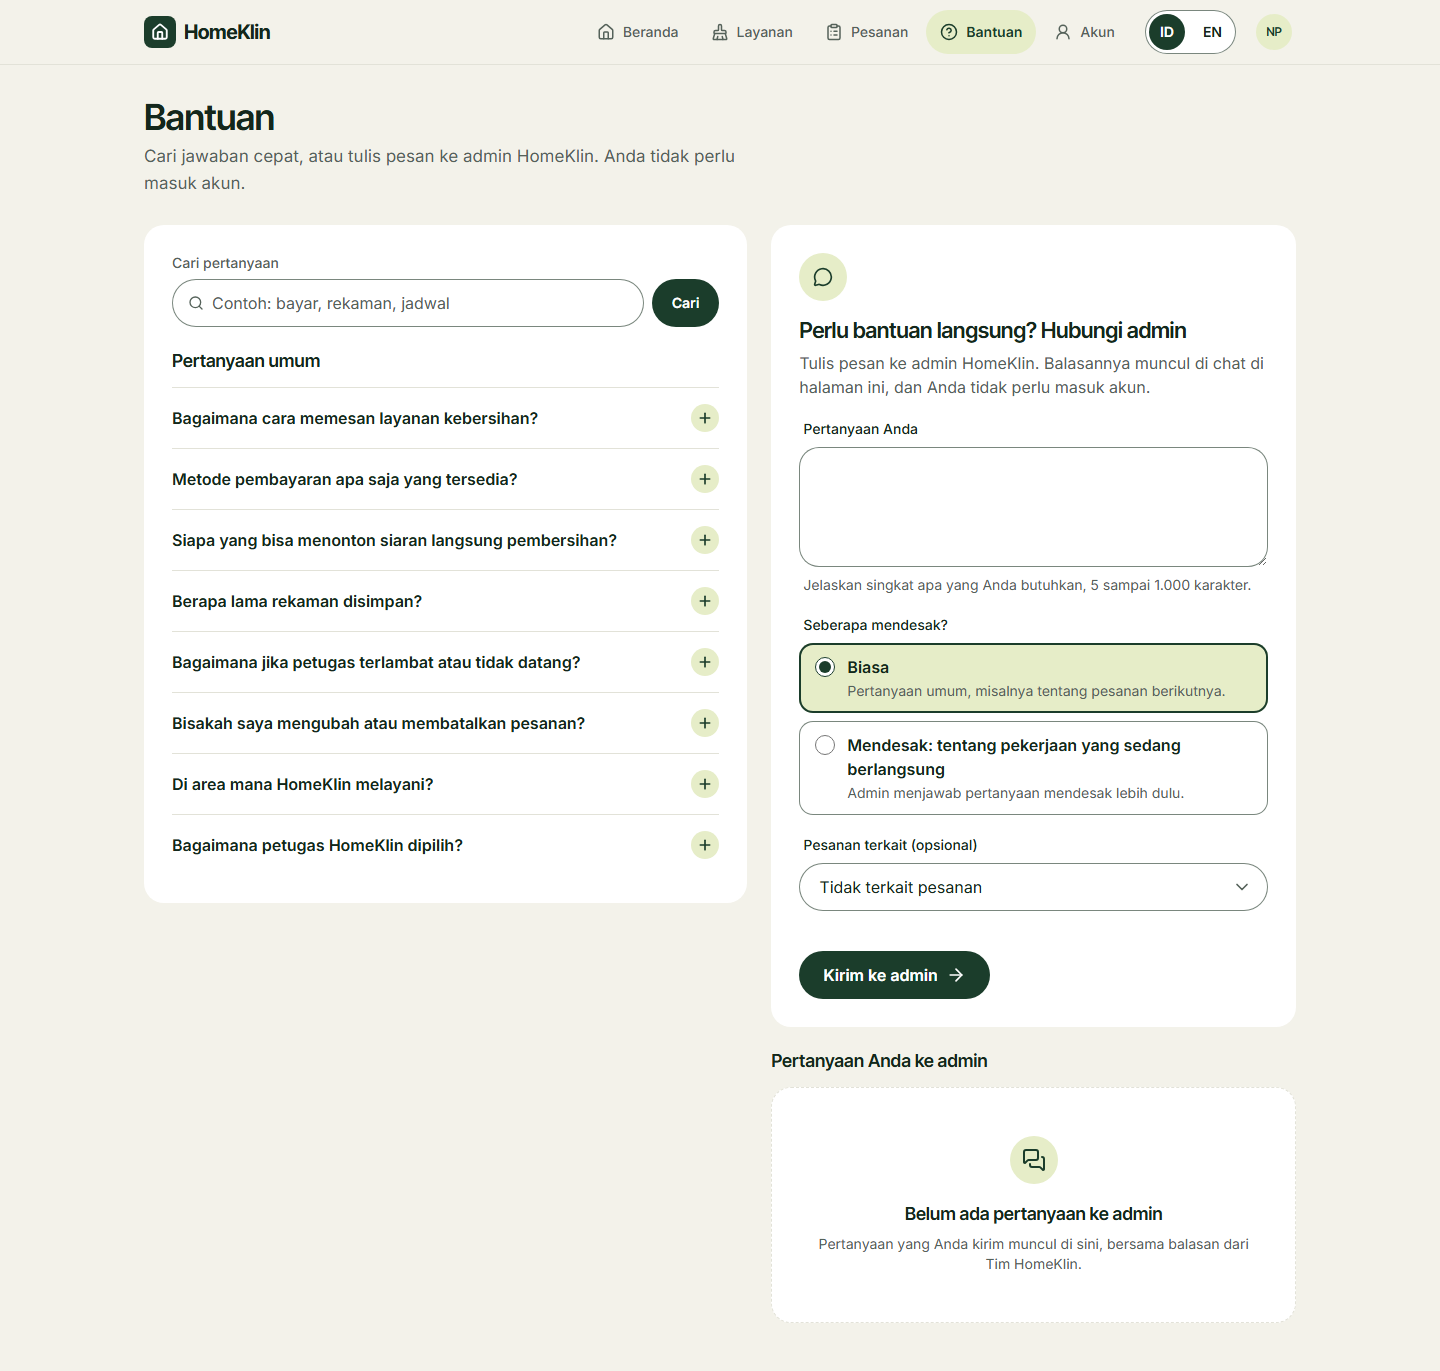 HomeKlin
Beranda
Layanan
Pesanan
Bantuan
Akun
ID
EN
NP
Bantuan
Cari jawaban cepat, atau tulis pesan ke admin HomeKlin. Anda tidak perlu
masuk akun.
Cari pertanyaan
Contoh: bayar, rekaman, jadwal
Cari
Pertanyaan umum
Bagaimana cara memesan layanan kebersihan?
Metode pembayaran apa saja yang tersedia?
Siapa yang bisa menonton siaran langsung pembersihan?
Berapa lama rekaman disimpan?
Bagaimana jika petugas terlambat atau tidak datang?
Bisakah saya mengubah atau membatalkan pesanan?
Di area mana HomeKlin melayani?
Bagaimana petugas HomeKlin dipilih?
Perlu bantuan langsung? Hubungi admin
Tulis pesan ke admin HomeKlin. Balasannya muncul di chat di
halaman ini, dan Anda tidak perlu masuk akun.
Pertanyaan Anda
Jelaskan singkat apa yang Anda butuhkan, 5 sampai 1.000 karakter.
Seberapa mendesak?
Biasa
Pertanyaan umum, misalnya tentang pesanan berikutnya.
Mendesak: tentang pekerjaan yang sedang
berlangsung
Admin menjawab pertanyaan mendesak lebih dulu.
Pesanan terkait (opsional)
Tidak terkait pesanan
Kirim ke admin
Pertanyaan Anda ke admin
Belum ada pertanyaan ke admin
Pertanyaan yang Anda kirim muncul di sini, bersama balasan dari
Tim HomeKlin.